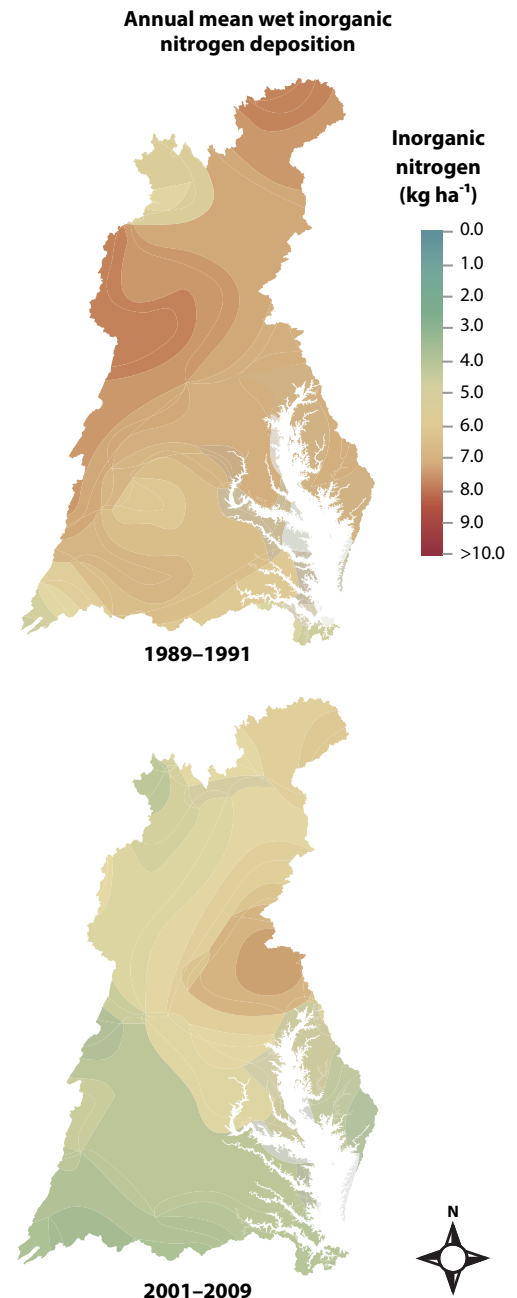 Annual mean wet inorganic
nitrogen deposition
Inorganic
nitrogen
(kg ha⁻¹)
0.0
1.0
2.0
3.0
4.0
5.0
6.0
7.0
8.0
9.0
>10.0
1989–1991
N
2001–2009